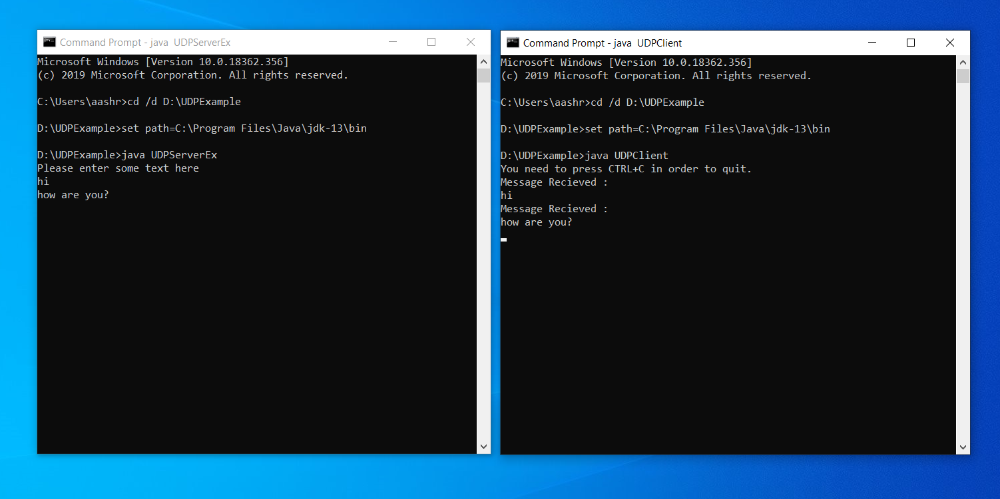 Command Prompt - java  UDPServerEx
Microsoft Windows [Version 10.0.18362.356]
(c) 2019 Microsoft Corporation. All rights reserved.
C:\Users\aashr>cd /d D:\UDPExample
D:\UDPExample>set path=C:\Program Files\Java\jdk-13\bin
D:\UDPExample>java UDPServerEx
Please enter some text here
hi
how are you?
Command Prompt - java  UDPClient
Microsoft Windows [Version 10.0.18362.356]
(c) 2019 Microsoft Corporation. All rights reserved.
C:\Users\aashr>cd /d D:\UDPExample
D:\UDPExample>set path=C:\Program Files\Java\jdk-13\bin
D:\UDPExample>java UDPClient
You need to press CTRL+C in order to quit.
Message Recieved :
hi
Message Recieved :
how are you?